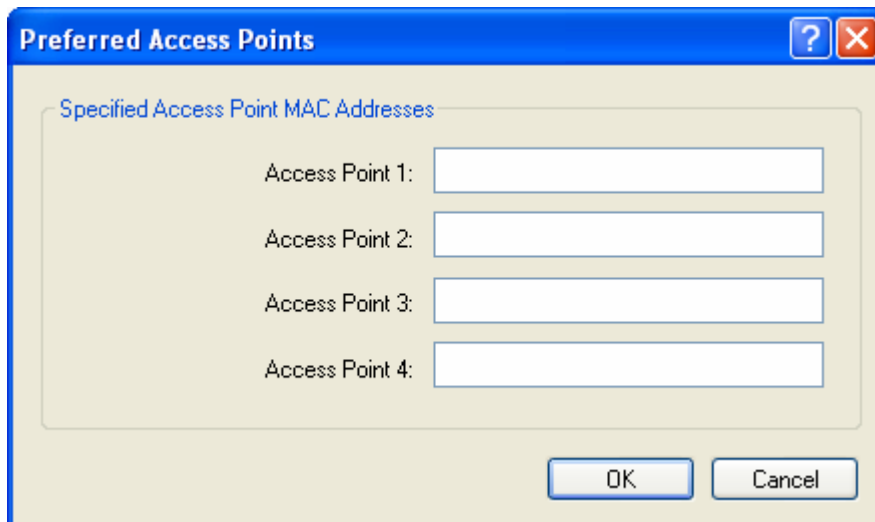 Preferred Access Points
?
Specified Access Point MAC Addresses
Access Point 1:
Access Point 2:
Access Point 3:
Access Point 4:
OK
Cancel